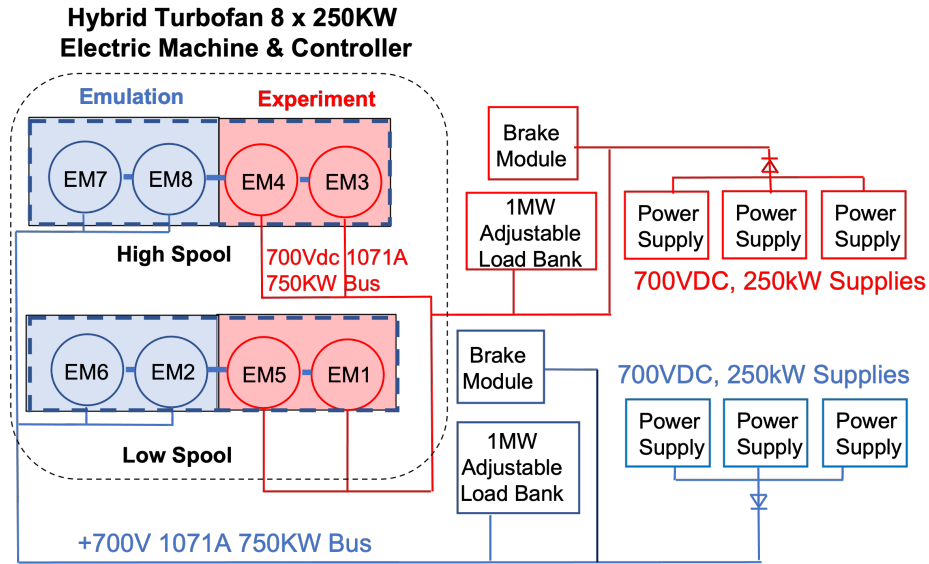 Hybrid Turbofan 8 x 250KW
Electric Machine & Controller
Emulation
Experiment
EM7
EM8
EM4
EM3
High Spool
700Vdc 1071A
750KW Bus
EM6
EM2
EM5
EM1
Low Spool
+700V 1071A 750KW Bus
Brake
Module
1MW
Adjustable
Load Bank
Power
Supply
Power
Supply
Power
Supply
700VDC, 250kW Supplies
Brake
Module
1MW
Adjustable
Load Bank
700VDC, 250kW Supplies
Power
Supply
Power
Supply
Power
Supply